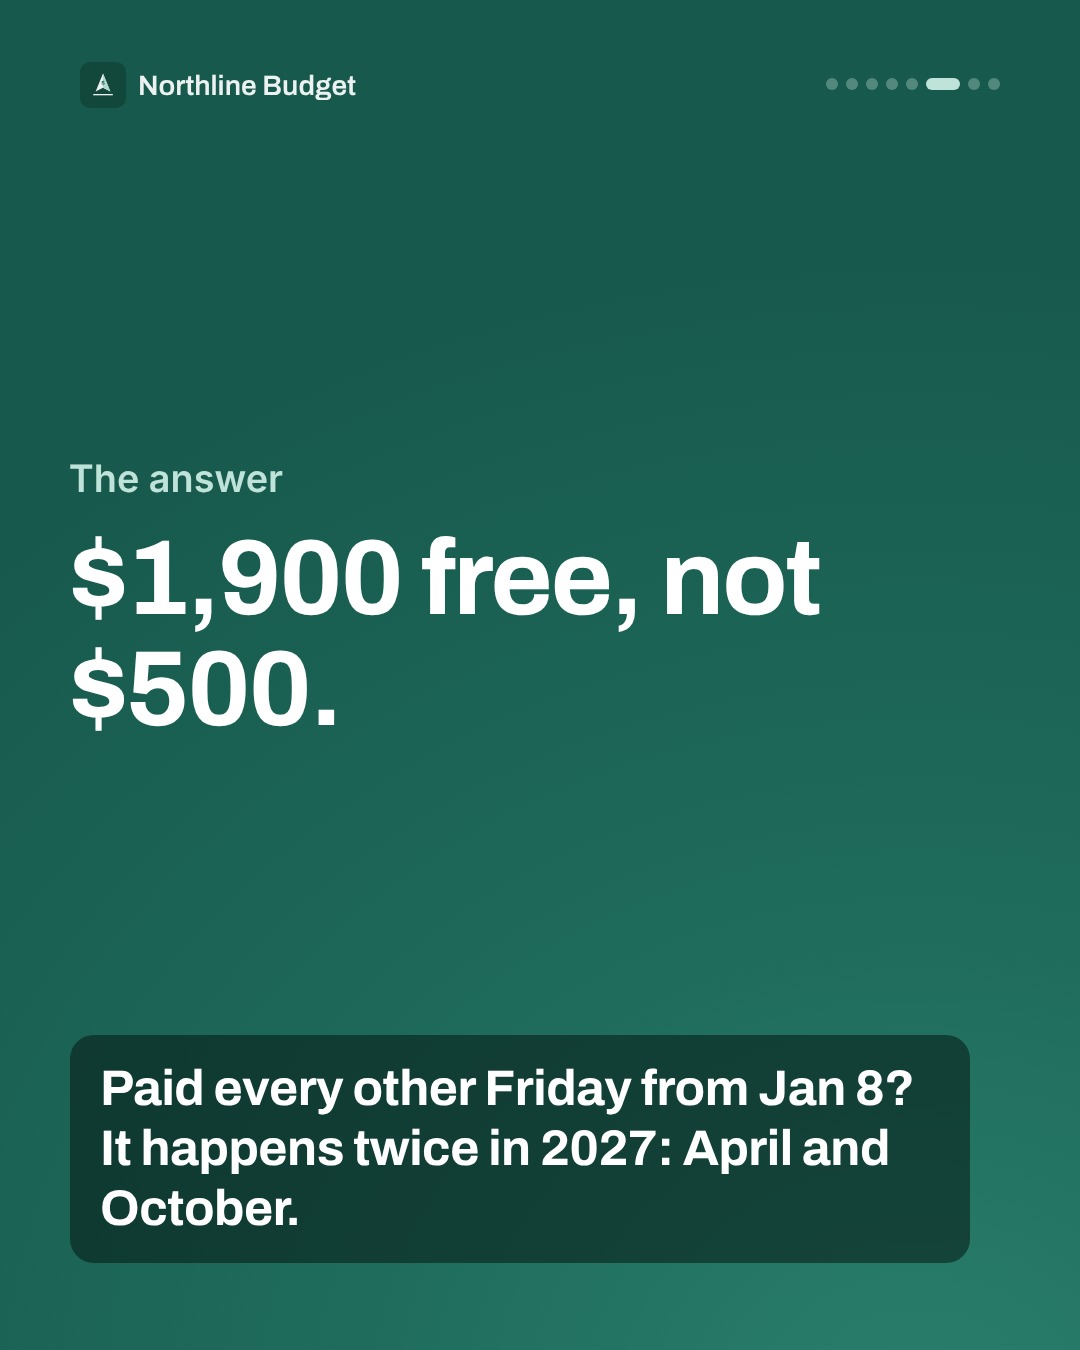 Northline Budget
The answer
$1,900 free, not
$500.
Paid every other Friday from Jan 8?
It happens twice in 2027: April and
October.